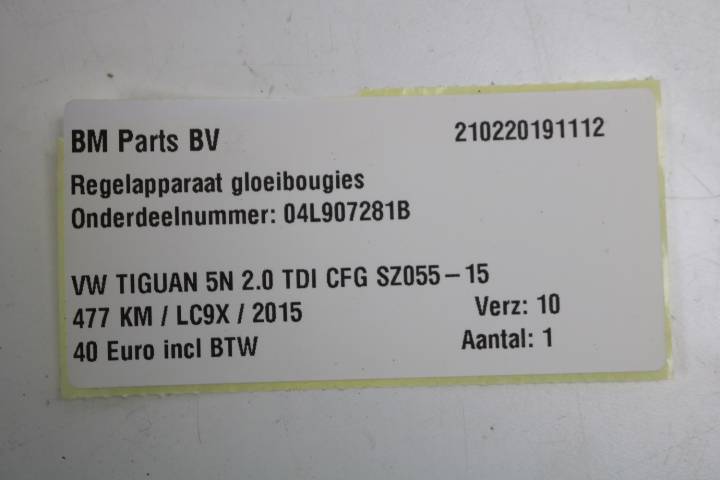 BM Parts BV 210220191112
Regelapparaat gloeibougies
Onderdeelnummer: 04L907281B
VW TIGUAN 5N 2.0 TDI CFG SZ055-15
477 KM / LC9X / 2015 Verz: 10
40 Euro incl BTW Aantal: 1